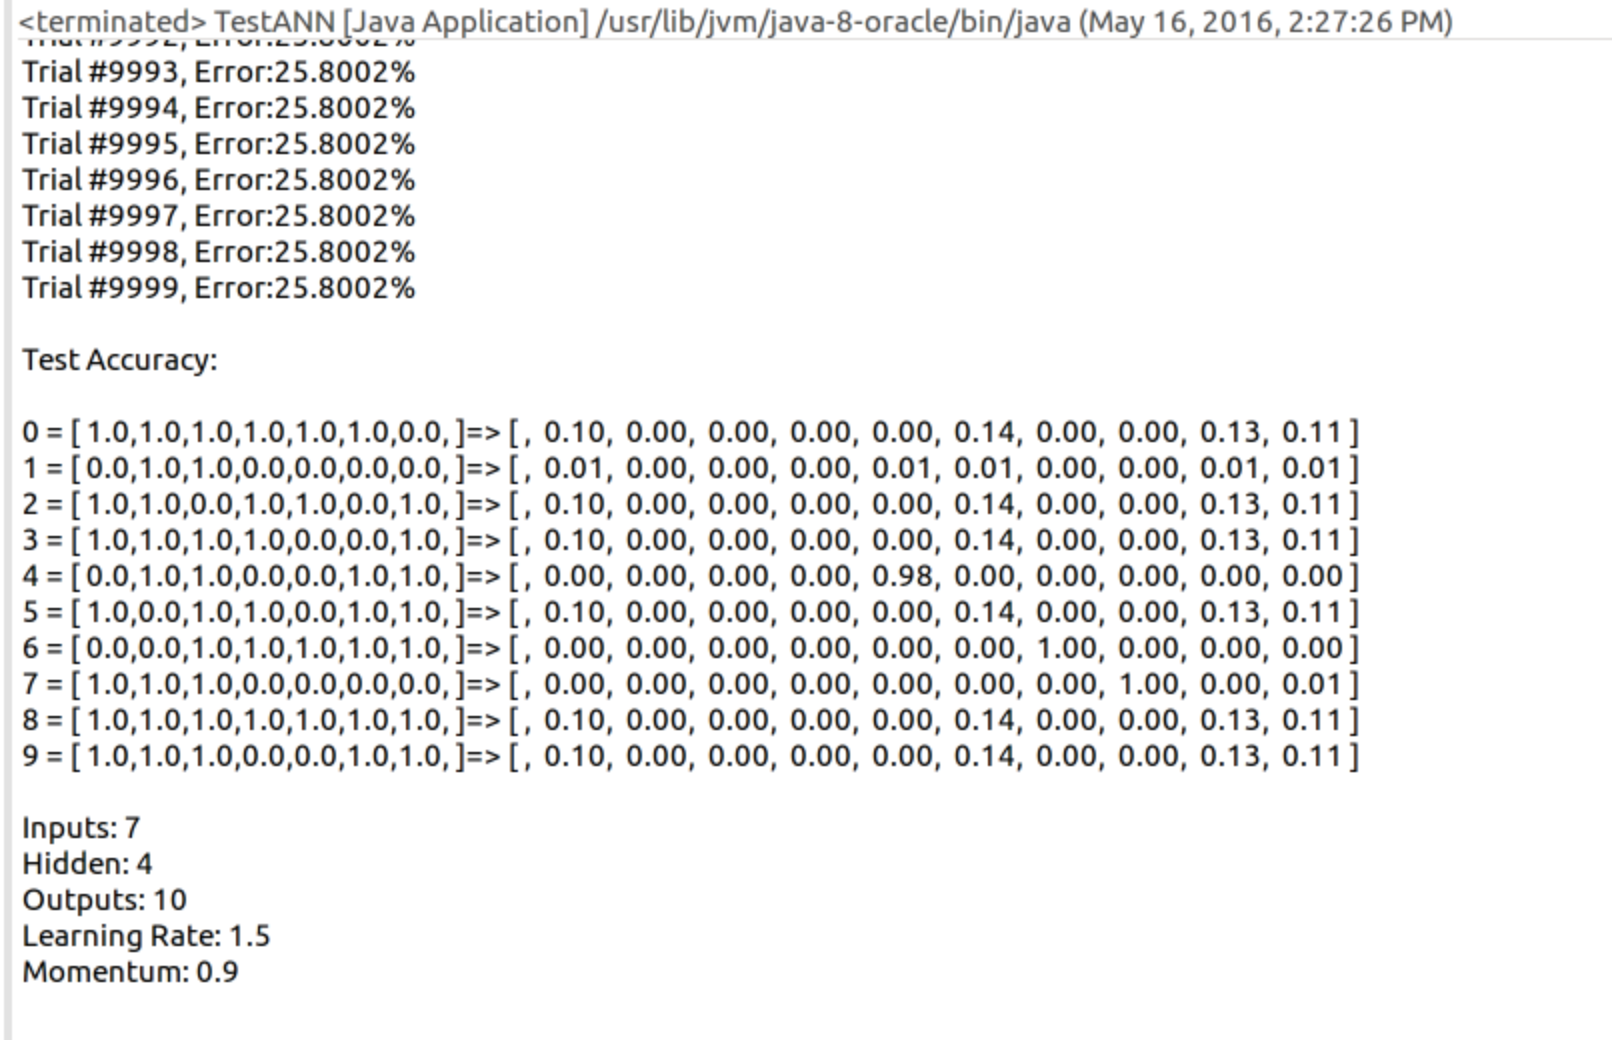 <terminated> TestANN [Java Application] /usr/lib/jvm/java-8-oracle/bin/java (May 16, 2016, 2:27:26 PM)
Trial #9992, Error:25.8002%
Trial #9993, Error:25.8002%
Trial #9994, Error:25.8002%
Trial #9995, Error:25.8002%
Trial #9996, Error:25.8002%
Trial #9997, Error:25.8002%
Trial #9998, Error:25.8002%
Trial #9999, Error:25.8002%
Test Accuracy:
0 = [ 1.0,1.0,1.0,1.0,1.0,1.0,0.0, ]=> [, 0.10, 0.00, 0.00, 0.00, 0.00, 0.14, 0.00, 0.00, 0.13, 0.11 ]
1 = [ 0.0,1.0,1.0,0.0,0.0,0.0,0.0, ]=> [, 0.01, 0.00, 0.00, 0.00, 0.01, 0.01, 0.00, 0.00, 0.01, 0.01 ]
2 = [ 1.0,1.0,0.0,1.0,1.0,0.0,1.0, ]=> [, 0.10, 0.00, 0.00, 0.00, 0.00, 0.14, 0.00, 0.00, 0.13, 0.11 ]
3 = [ 1.0,1.0,1.0,1.0,0.0,0.0,1.0, ]=> [, 0.10, 0.00, 0.00, 0.00, 0.00, 0.14, 0.00, 0.00, 0.13, 0.11 ]
4 = [ 0.0,1.0,1.0,0.0,0.0,1.0,1.0, ]=> [, 0.00, 0.00, 0.00, 0.00, 0.98, 0.00, 0.00, 0.00, 0.00, 0.00 ]
5 = [ 1.0,0.0,1.0,1.0,0.0,1.0,1.0, ]=> [, 0.10, 0.00, 0.00, 0.00, 0.00, 0.14, 0.00, 0.00, 0.13, 0.11 ]
6 = [ 0.0,0.0,1.0,1.0,1.0,1.0,1.0, ]=> [, 0.00, 0.00, 0.00, 0.00, 0.00, 0.00, 1.00, 0.00, 0.00, 0.00 ]
7 = [ 1.0,1.0,1.0,0.0,0.0,0.0,0.0, ]=> [, 0.00, 0.00, 0.00, 0.00, 0.00, 0.00, 0.00, 1.00, 0.00, 0.01 ]
8 = [ 1.0,1.0,1.0,1.0,1.0,1.0,1.0, ]=> [, 0.10, 0.00, 0.00, 0.00, 0.00, 0.14, 0.00, 0.00, 0.13, 0.11 ]
9 = [ 1.0,1.0,1.0,0.0,0.0,1.0,1.0, ]=> [, 0.10, 0.00, 0.00, 0.00, 0.00, 0.14, 0.00, 0.00, 0.13, 0.11 ]
Inputs: 7
Hidden: 4
Outputs: 10
Learning Rate: 1.5
Momentum: 0.9